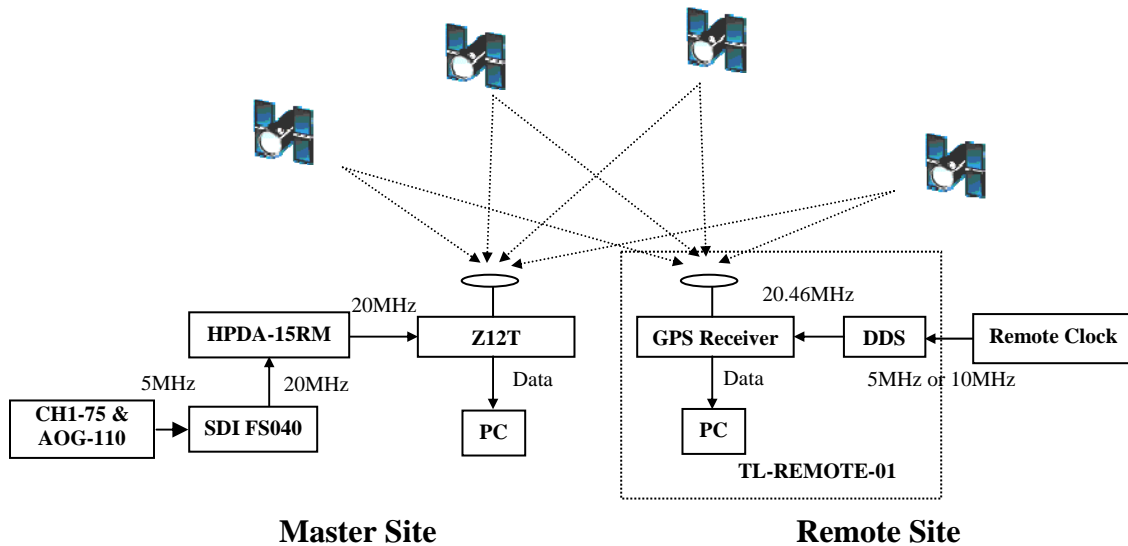 20MHz
HPDA-15RM
Z12T
5MHz
20MHz
Data
CH1-75 &
AOG-110
SDI FS040
PC
20.46MHz
GPS Receiver
DDS
Remote Clock
5MHz or 10MHz
Data
PC
TL-REMOTE-01
Master Site
Remote Site